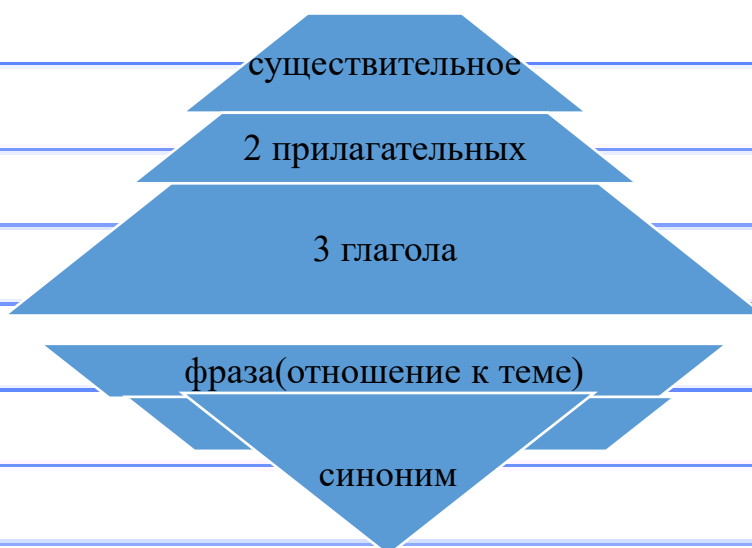 существительное
2 прилагательных
3 глагола
фраза(отношение к теме)
синоним